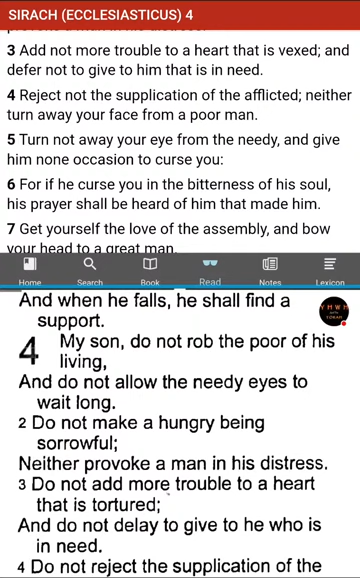 SIRACH (ECCLESIASTICUS) 4
3 Add not more trouble to a heart that is vexed; and
defer not to give to him that is in need.
4 Reject not the supplication of the afflicted; neither
turn away your face from a poor man.
5 Turn not away your eye from the needy, and give
him none occasion to curse you:
6 For if he curse you in the bitterness of his soul,
his prayer shall be heard of him that made him.
7 Get yourself the love of the assembly, and bow
your head to a great man.
Home Search Book Read Notes Lexicon
And when he falls, he shall find a
support.
4 My son, do not rob the poor of his
living,
And do not allow the needy eyes to
wait long.
2 Do not make a hungry being
sorrowful;
Neither provoke a man in his distress.
3 Do not add more trouble to a heart
that is tortured;
And do not delay to give to he who is
in need.
4 Do not reject the supplication of the